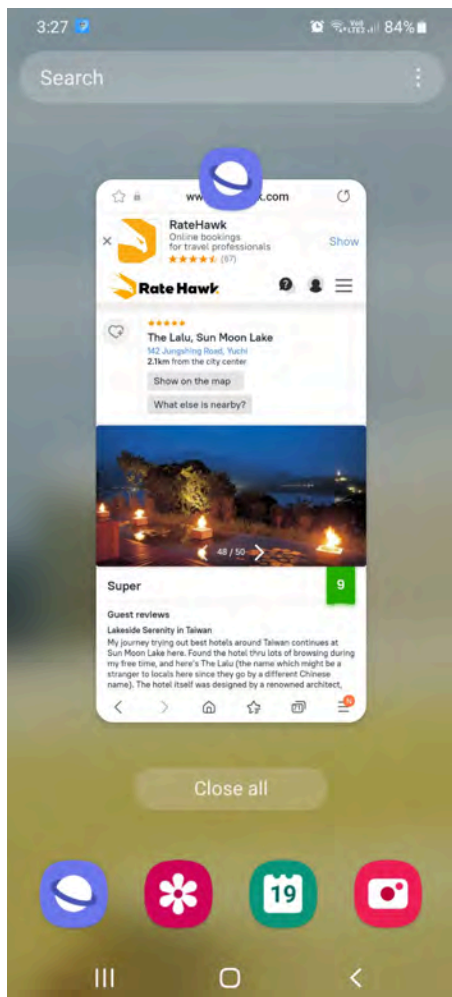 3:27
84%
Search
RateHawk
Online bookings
for travel professionals
(97)
Show
Rate Hawk
The Lalu, Sun Moon Lake
142 Jungshing Road, Yuchi
2.1km from the city center
Show on the map
What else is nearby?
48 / 50
Super
9
Guest reviews
Lakeside Serenity in Taiwan
My journey trying out best hotels around Taiwan continues at
Sun Moon Lake here. Found the hotel thru lots of browsing during
my free time, and here's The Lalu (the name which might be a
stranger to locals here since they go by a different Chinese
name). The hotel itself was designed by a renowned architect,
Close all
19